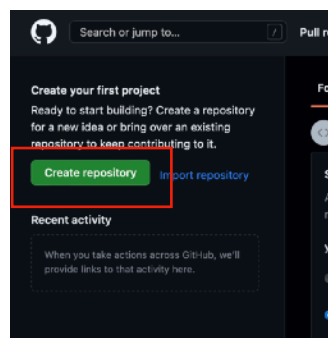 Search or jump to...
/
Pull r
Create your first project
Ready to start building? Create a repository
for a new idea or bring over an existing
repository to keep contributing to it.
Create repository
Import repository
Recent activity
When you take actions across GitHub, we'll
provide links to that activity here.
Fo